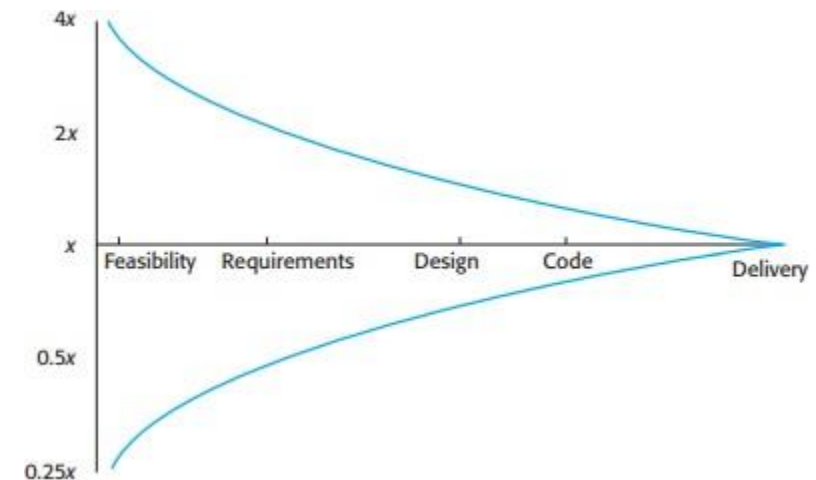 4x
2x
x
Feasibility Requirements Design Code Delivery
0.5x
0.25x